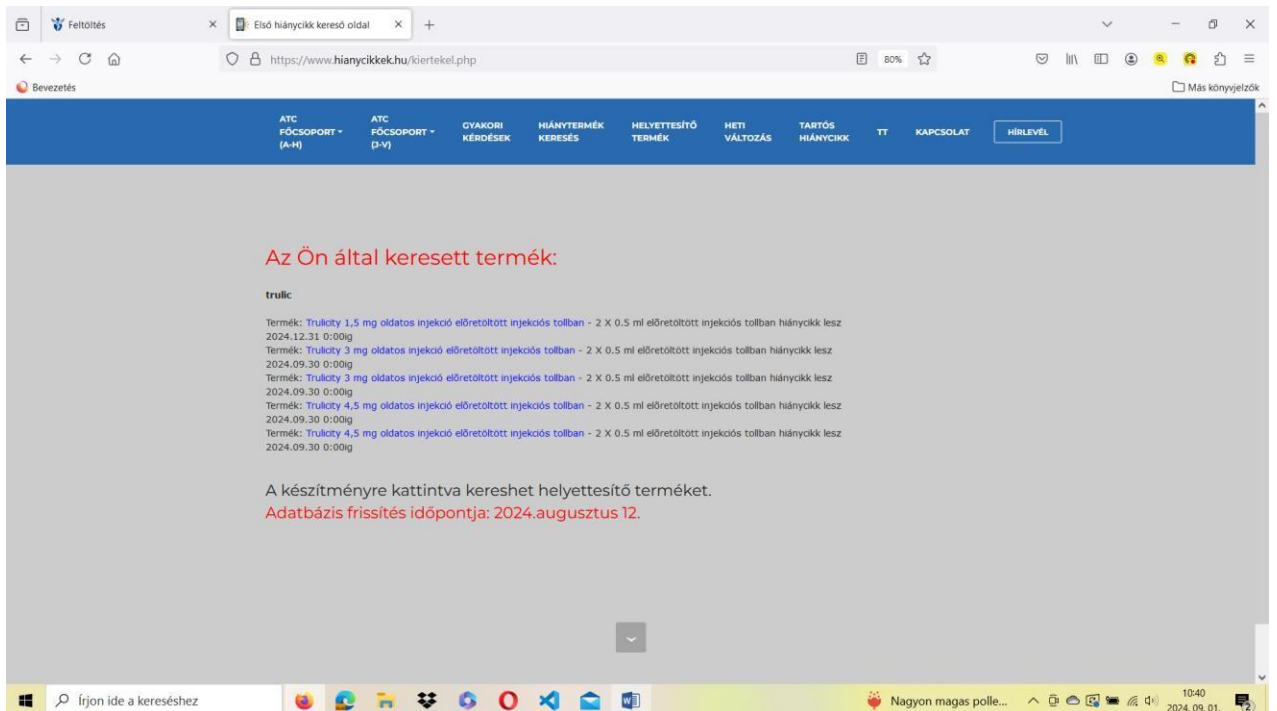 Feltöltés
Első hiánycikk kereső oldal
https://www.hianycikkek.hu/kiertekel.php
80%
Bevezetés
Más könyvjelzők
ATC FŐCSOPORT (A-H)
ATC FŐCSOPORT (J-V)
GYAKORI KÉRDÉSEK
HIÁNYTERMÉK KERESÉS
HELYETTESÍTŐ TERMÉK
HETI VÁLTOZÁS
TARTÓS HIÁNYCIKK
TT
KAPCSOLAT
HÍRLEVÉL
Az Ön által keresett termék:
trulic
Termék: Trulicity 1,5 mg oldatos injekció előretöltött injekciós tollban - 2 X 0.5 ml előretöltött injekciós tollban hiánycikk lesz
2024.12.31 0:00ig
Termék: Trulicity 3 mg oldatos injekció előretöltött injekciós tollban - 2 X 0.5 ml előretöltött injekciós tollban hiánycikk lesz
2024.09.30 0:00ig
Termék: Trulicity 3 mg oldatos injekció előretöltött injekciós tollban - 2 X 0.5 ml előretöltött injekciós tollban hiánycikk lesz
2024.09.30 0:00ig
Termék: Trulicity 4,5 mg oldatos injekció előretöltött injekciós tollban - 2 X 0.5 ml előretöltött injekciós tollban hiánycikk lesz
2024.09.30 0:00ig
Termék: Trulicity 4,5 mg oldatos injekció előretöltött injekciós tollban - 2 X 0.5 ml előretöltött injekciós tollban hiánycikk lesz
2024.09.30 0:00ig
A készítményre kattintva kereshet helyettesítő terméket.
Adatbázis frissítés időpontja: 2024.augusztus 12.
Írjon ide a kereséshez
Nagyon magas polle...
10:40
2024. 09. 01.
2